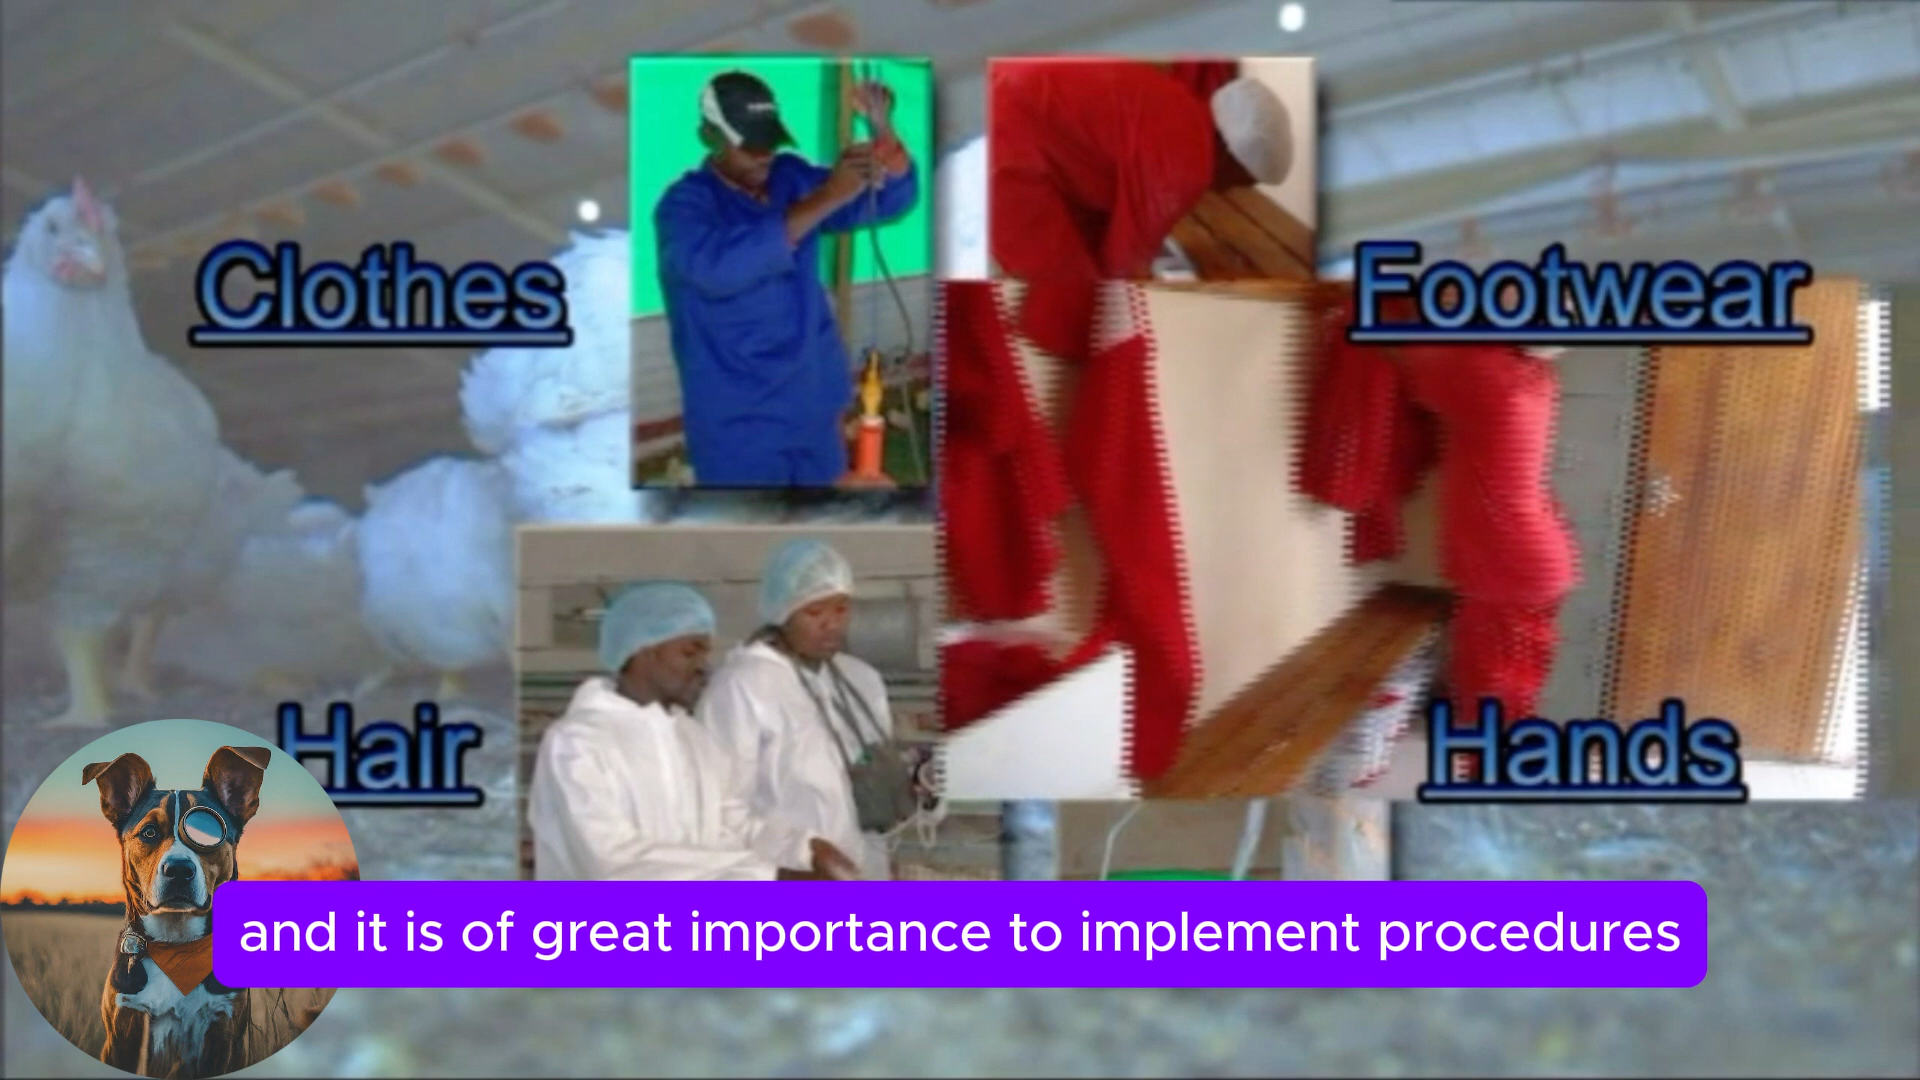 Clothes
Footwear
Hair
Hands
and it is of great importance to implement procedures